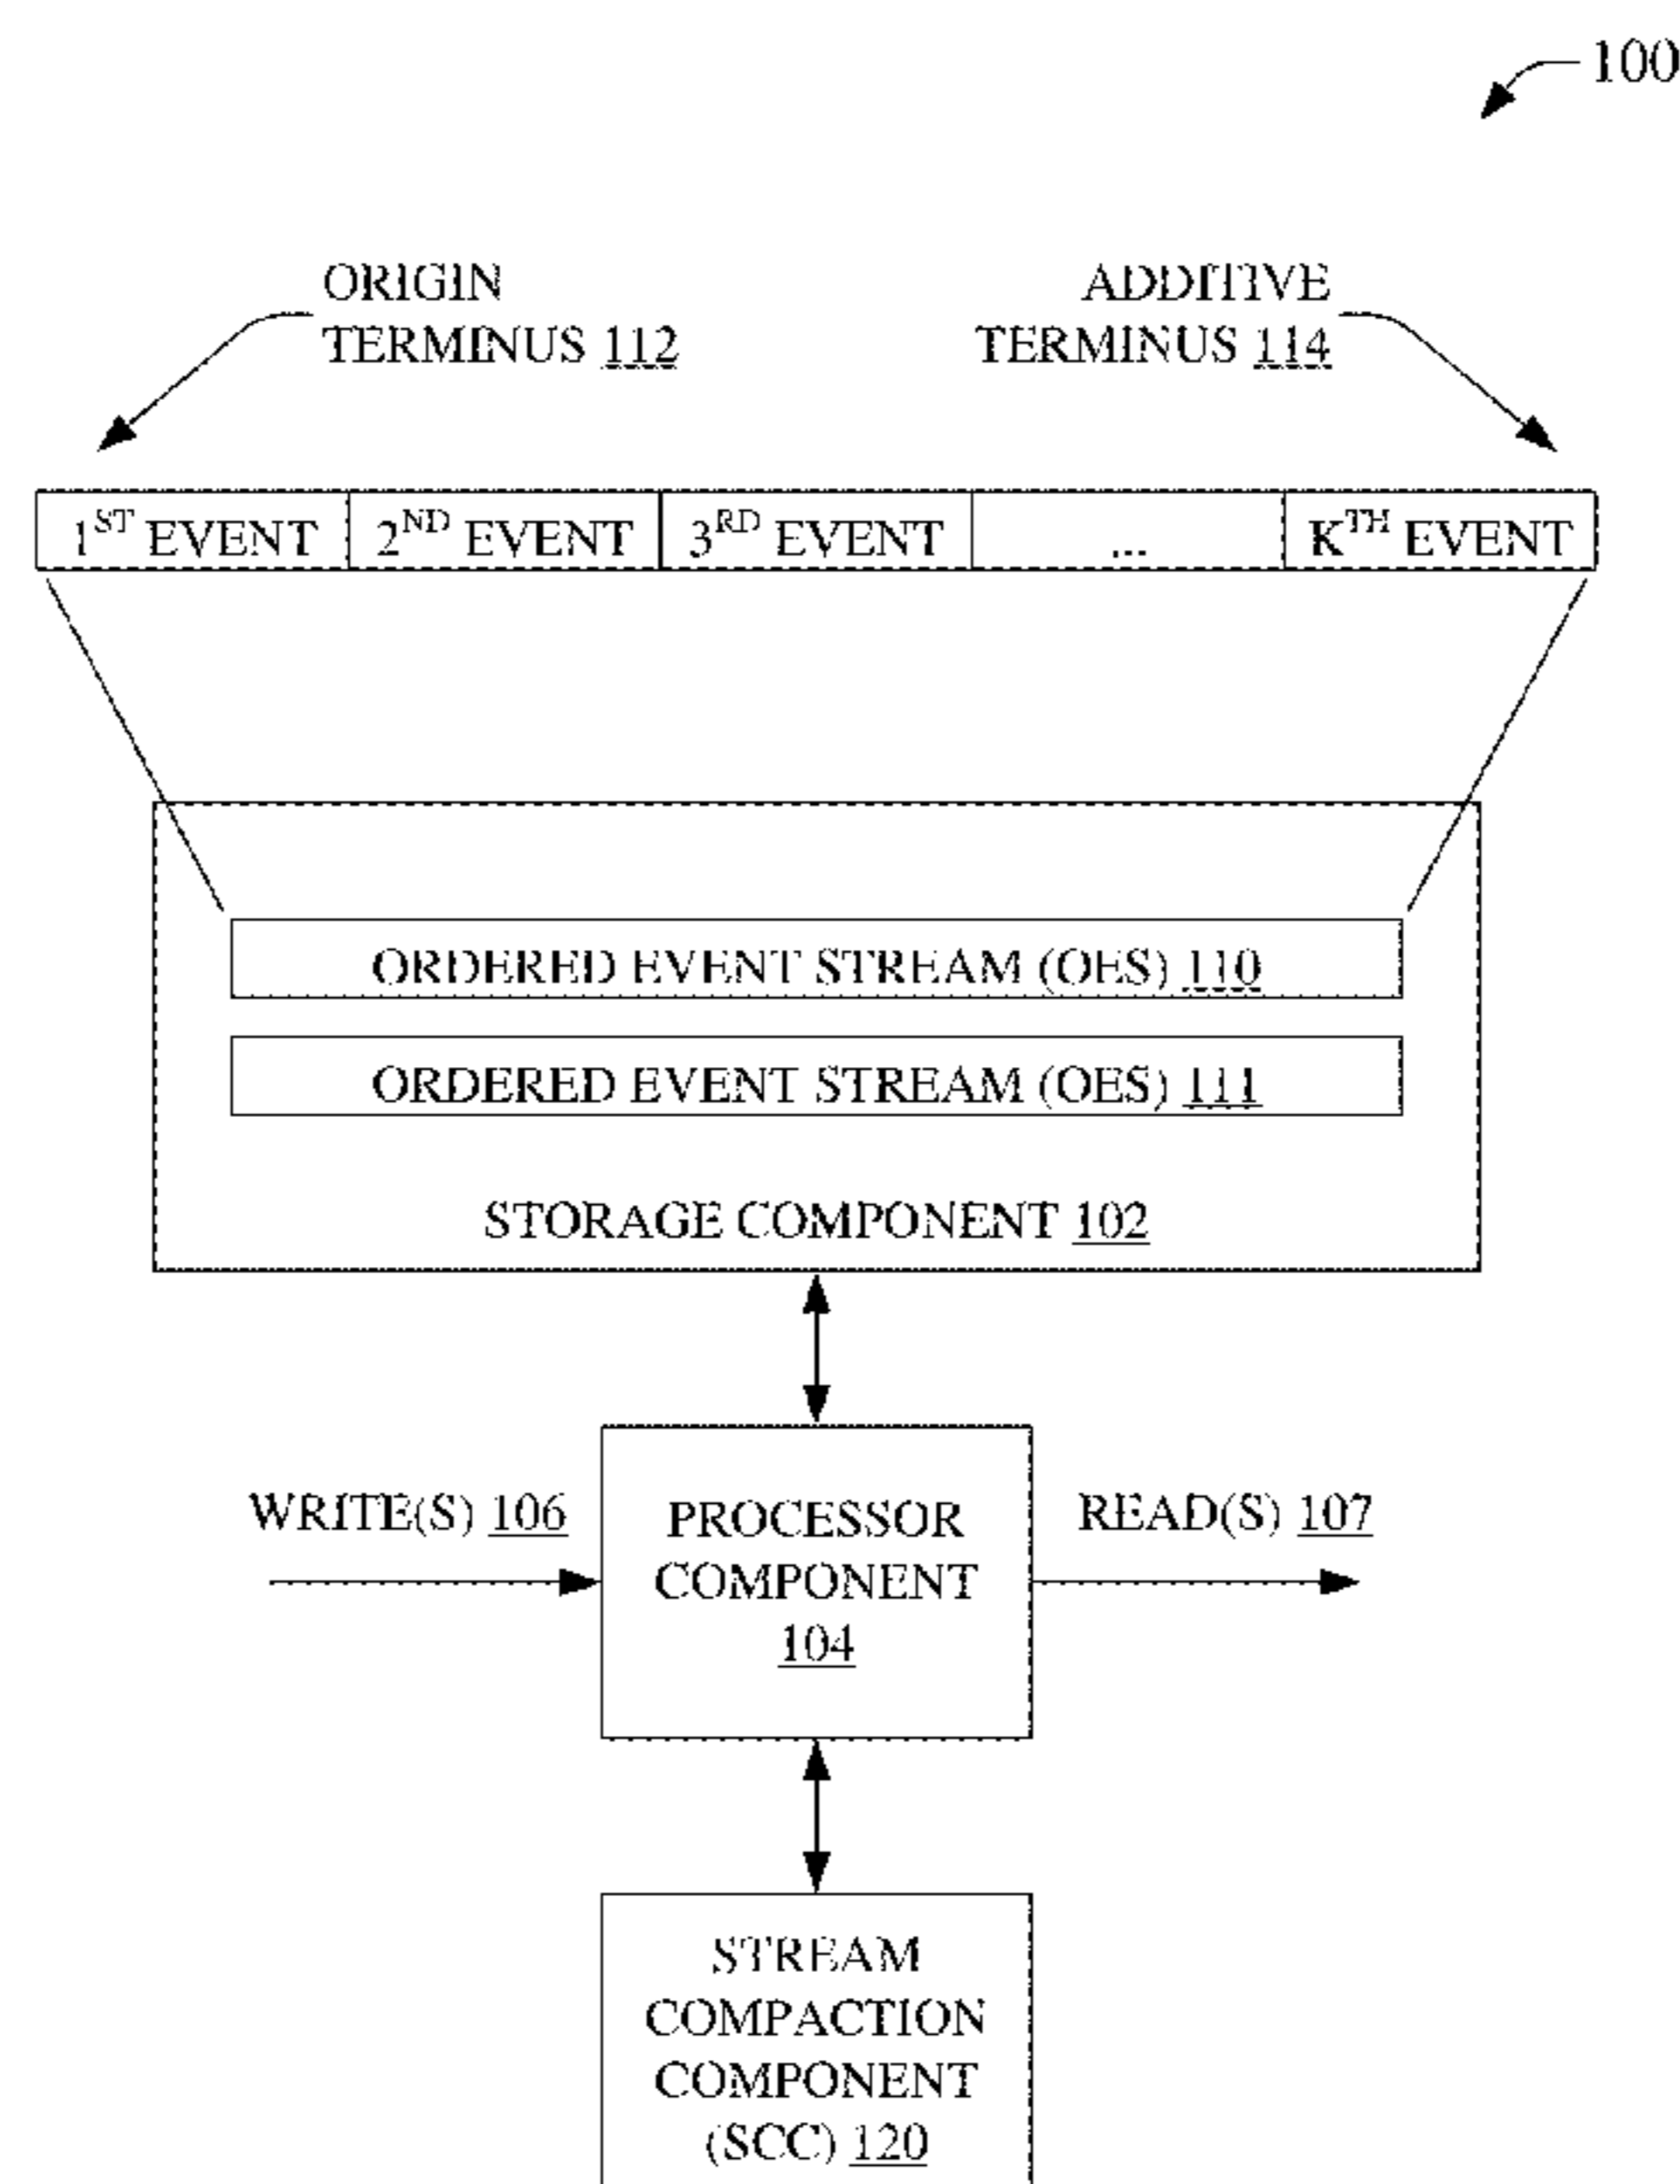 100
ORIGIN
TERMINUS 112
ADDITIVE
TERMINUS 114
1ST EVENT 2ND EVENT 3RD EVENT ... KTH EVENT
ORDERED EVENT STREAM (OES) 110
ORDERED EVENT STREAM (OES) 111
STORAGE COMPONENT 102
WRITE(S) 106
PROCESSOR
COMPONENT
104
READ(S) 107
STREAM
COMPACTION
COMPONENT
(SCC) 120